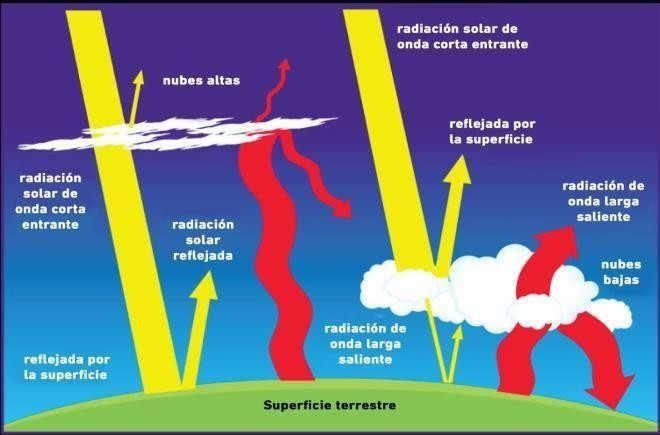 radiación solar de
onda corta entrante
nubes altas
reflejada por
la superficie
radiación
solar de
onda corta
entrante
radiación de
onda larga
saliente
radiación
solar
reflejada
nubes
bajas
radiación de
onda larga
saliente
reflejada por
la superficie
Superficie terrestre